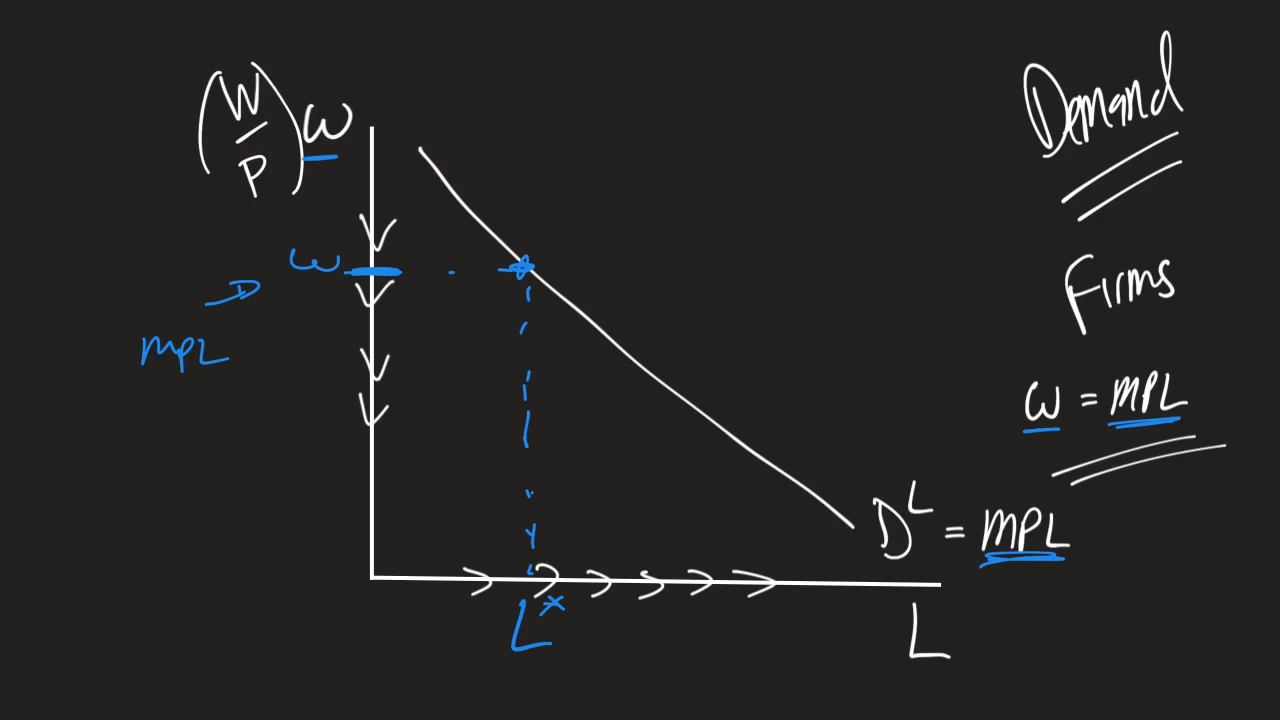 (W/P) ω
Demand
ω
Firms
MPL
ω = MPL
D^L = MPL
L*
L